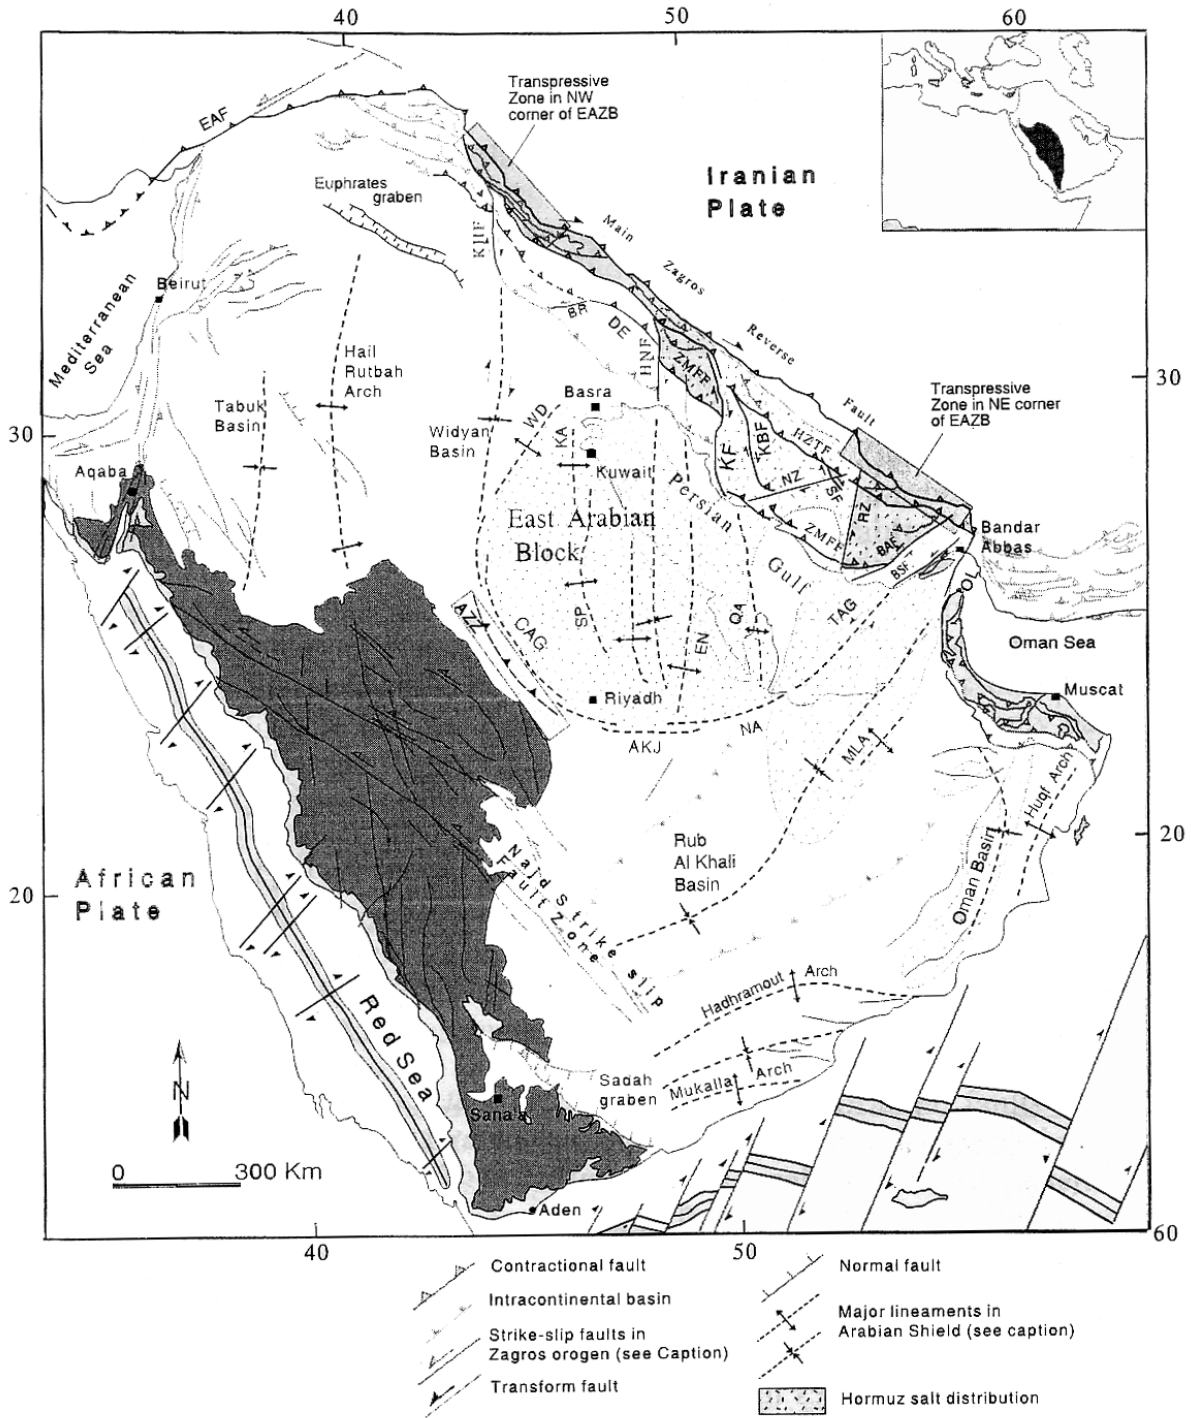 40
50
60
Transpressive
Zone in NW
corner of EAZB
EAF
Iranian
Plate
Euphrates
graben
KHF
Main
Zagros
Reverse
Fault
Mediterranean
Sea
Beirut
BR
DE
HNF
ZMFF
30
Hail
Rutbah
Arch
Transpressive
Zone in NE corner
of EAZB
Tabuk
Basin
Basra
Widyan
Basin
WD
KA
KF
KBF
HZTF
30
Aqaba
Kuwait
NZ
SF
RZ
Persian
Gulf
East Arabian
Block
ZMFF
BAF
BSF
Bandar
Abbas
OL
AZZ
CAG
SP
EN
QA
TAG
Oman Sea
Riyadh
Muscat
AKJ
NA
MLA
Huqf Arch
Rub
Al Khali
Basin
Oman Basin
20
African
Plate
20
Najd Strike slip
Fault Zone
Hadhramout Arch
Red Sea
Sadah
graben
Mukalla Arch
N
Sana'a
0 300 Km
Aden
60
40
50
Contractional fault
Intracontinental basin
Strike-slip faults in
Zagros orogen (see Caption)
Transform fault
Normal fault
Major lineaments in
Arabian Shield (see caption)
Hormuz salt distribution